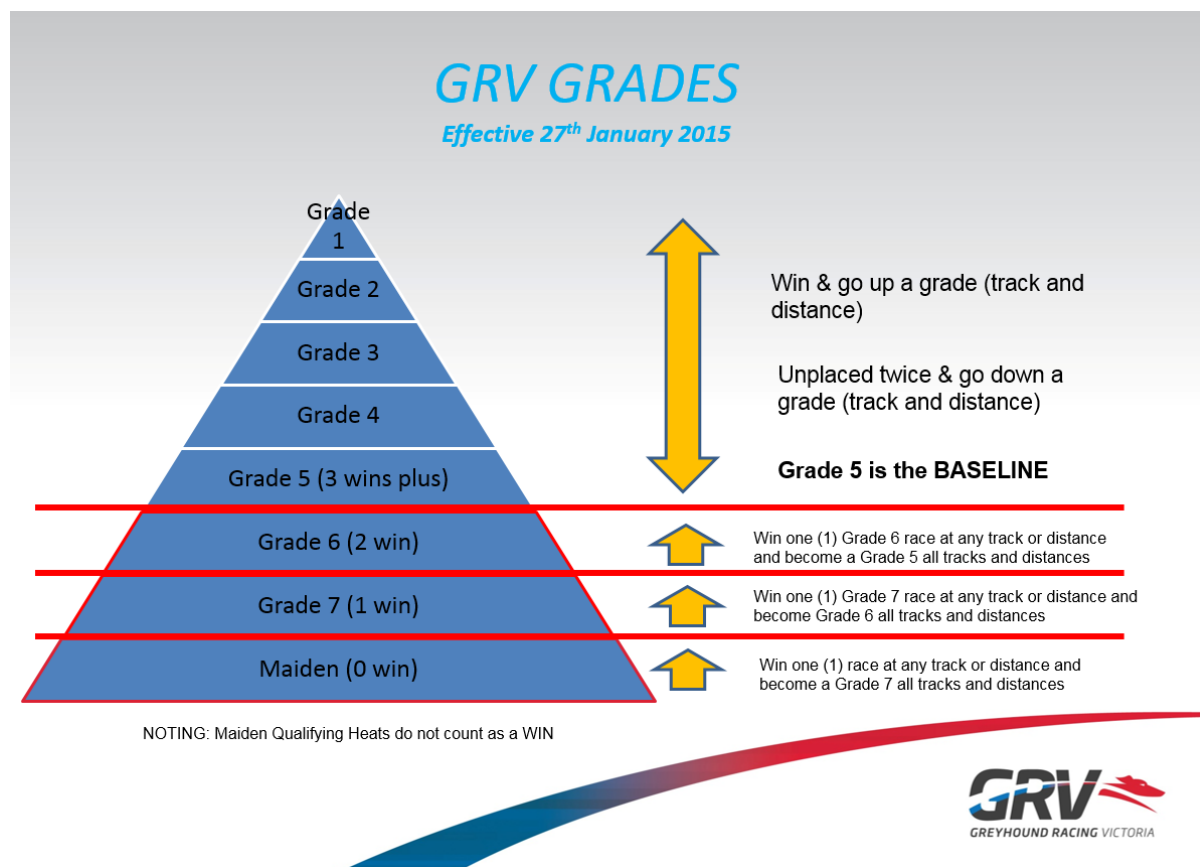 GRV GRADES
Effective 27th January 2015
Grade
1
Grade 2
Grade 3
Grade 4
Grade 5 (3 wins plus)
Grade 6 (2 win)
Grade 7 (1 win)
Maiden (0 win)
Win & go up a grade (track and
distance)
Unplaced twice & go down a
grade (track and distance)
Grade 5 is the BASELINE
Win one (1) Grade 6 race at any track or distance
and become a Grade 5 all tracks and distances
Win one (1) Grade 7 race at any track or distance and
become Grade 6 all tracks and distances
Win one (1) race at any track or distance and
become a Grade 7 all tracks and distances
NOTING: Maiden Qualifying Heats do not count as a WIN
GRV
GREYHOUND RACING VICTORIA